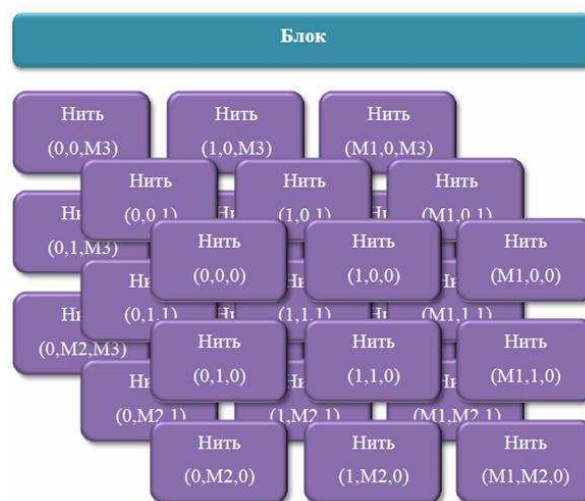 Блок
Нить
(0,0,M3)
Нить
(1,0,M3)
Нить
(M1,0,M3)
Нить
(0,0,1)
Нить
(1,0,1)
Нить
(M1,0,1)
(0,1,M3)
Нить
(0,0,0)
Нить
(1,0,0)
Нить
(M1,0,0)
(0,1,1)
(1,1,1)
(M1,1,1)
(0,M2,M3)
Нить
(0,1,0)
Нить
(1,1,0)
Нить
(M1,1,0)
(0,M2,1)
(1,M2,1)
(M1,M2,1)
Нить
(0,M2,0)
Нить
(1,M2,0)
Нить
(M1,M2,0)